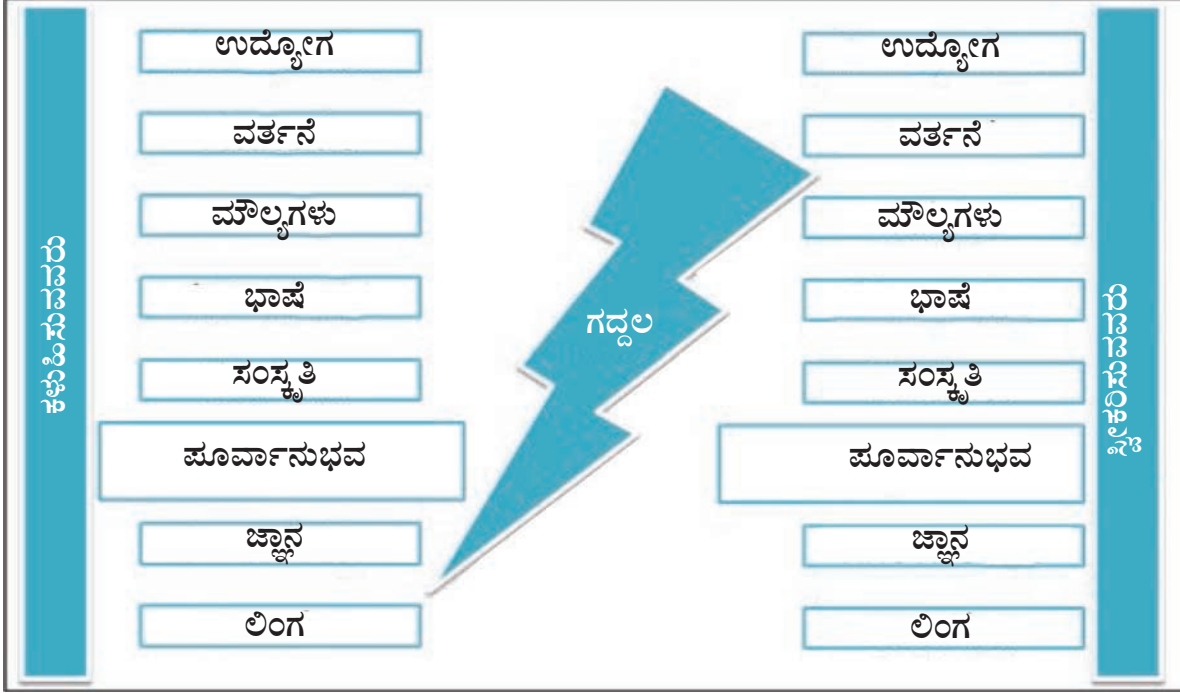 ಕಳುಹಿಸುವವರು
ಉದ್ಯೋಗ
ವರ್ತನೆ
ಮೌಲ್ಯಗಳು
ಭಾಷೆ
ಸಂಸ್ಕೃತಿ
ಪೂರ್ವಾನುಭವ
ಜ್ಞಾನ
ಲಿಂಗ
ಗದ್ದಲ
ಉದ್ಯೋಗ
ವರ್ತನೆ
ಮೌಲ್ಯಗಳು
ಭಾಷೆ
ಸಂಸ್ಕೃತಿ
ಪೂರ್ವಾನುಭವ
ಜ್ಞಾನ
ಲಿಂಗ
ಸ್ವೀಕರಿಸುವವರು